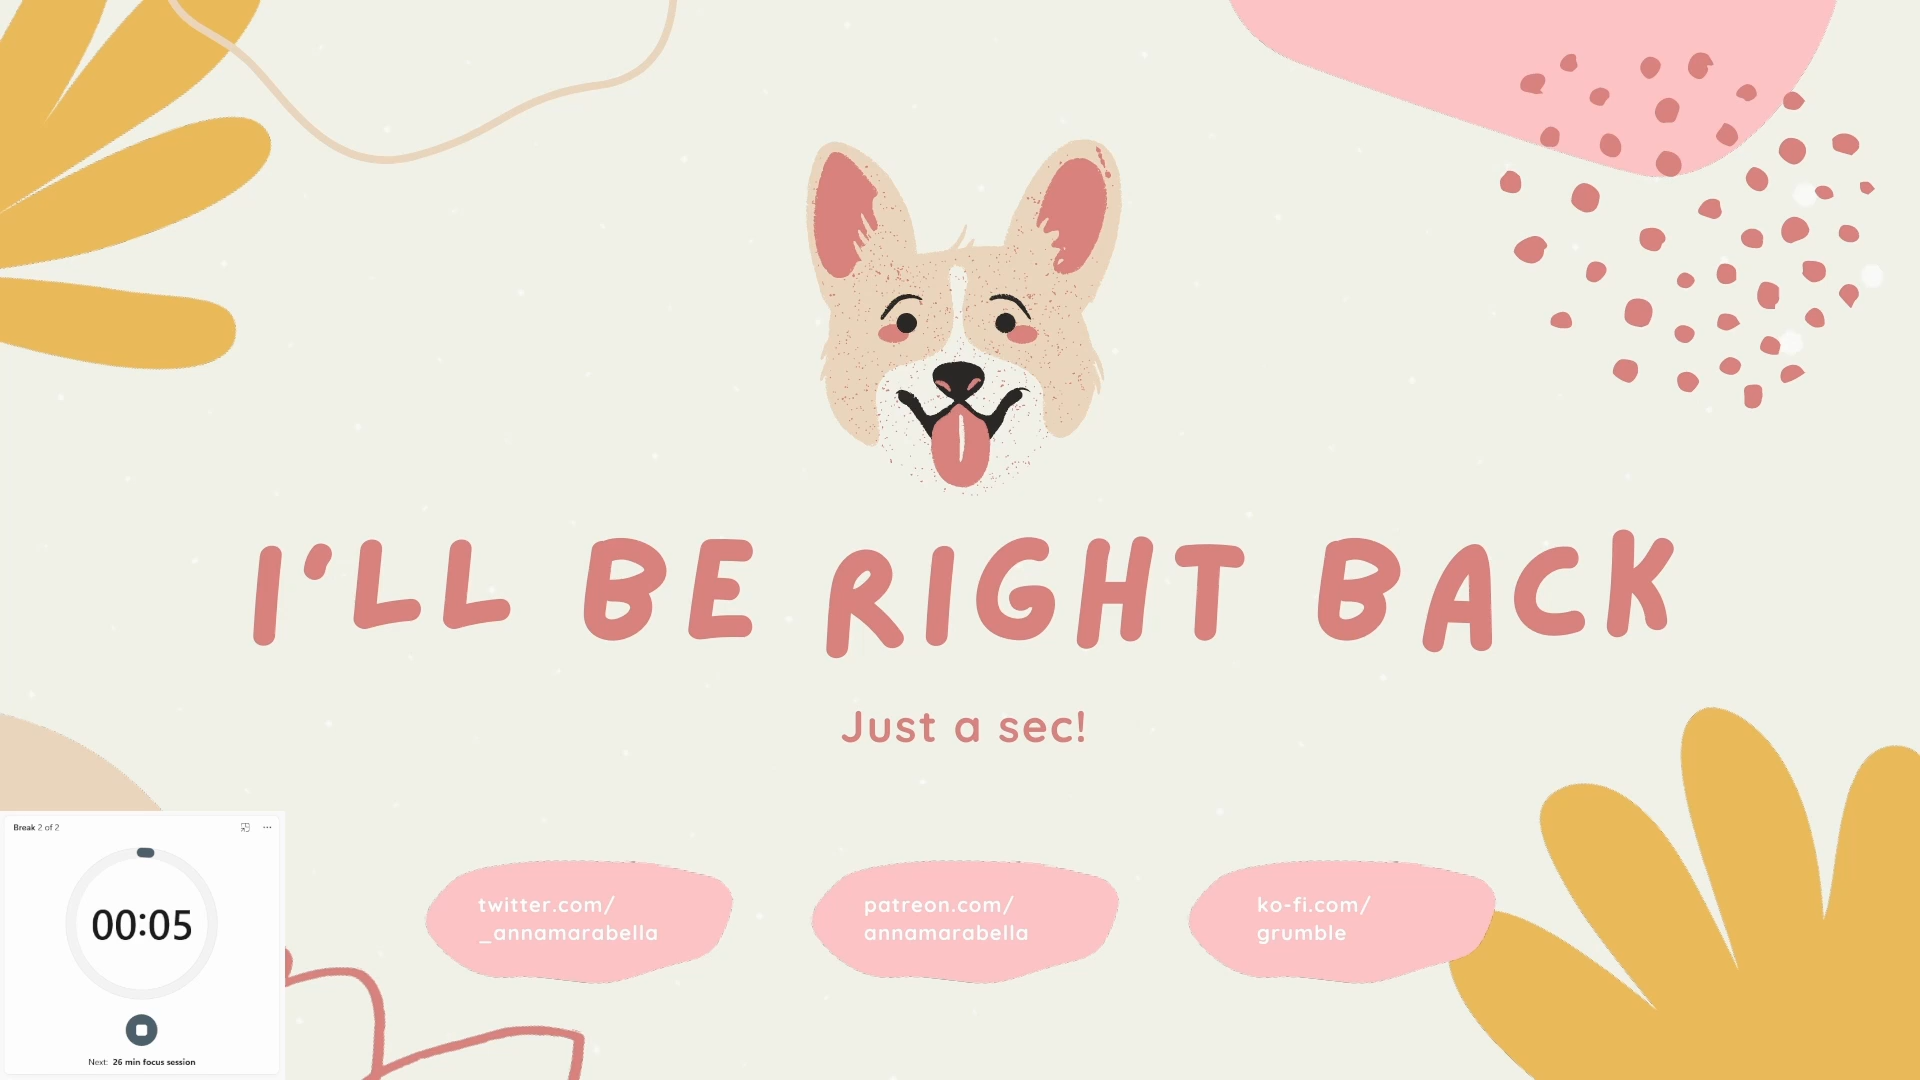 I'LL BE RIGHT BACK
Just a sec!
Break 2 of 2
00:05
Next: 26 min focus session
twitter.com/
_annamarabella
patreon.com/
annamarabella
ko-fi.com/
grumble